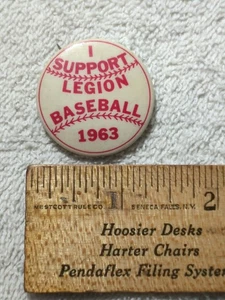 I
SUPPORT
LEGION
BASEBALL
1963
1 2
WESTCOTT RULE CO. SENECA FALLS, N.Y.
Hoosier Desks
Harter Chairs
Pendaflex Filing System